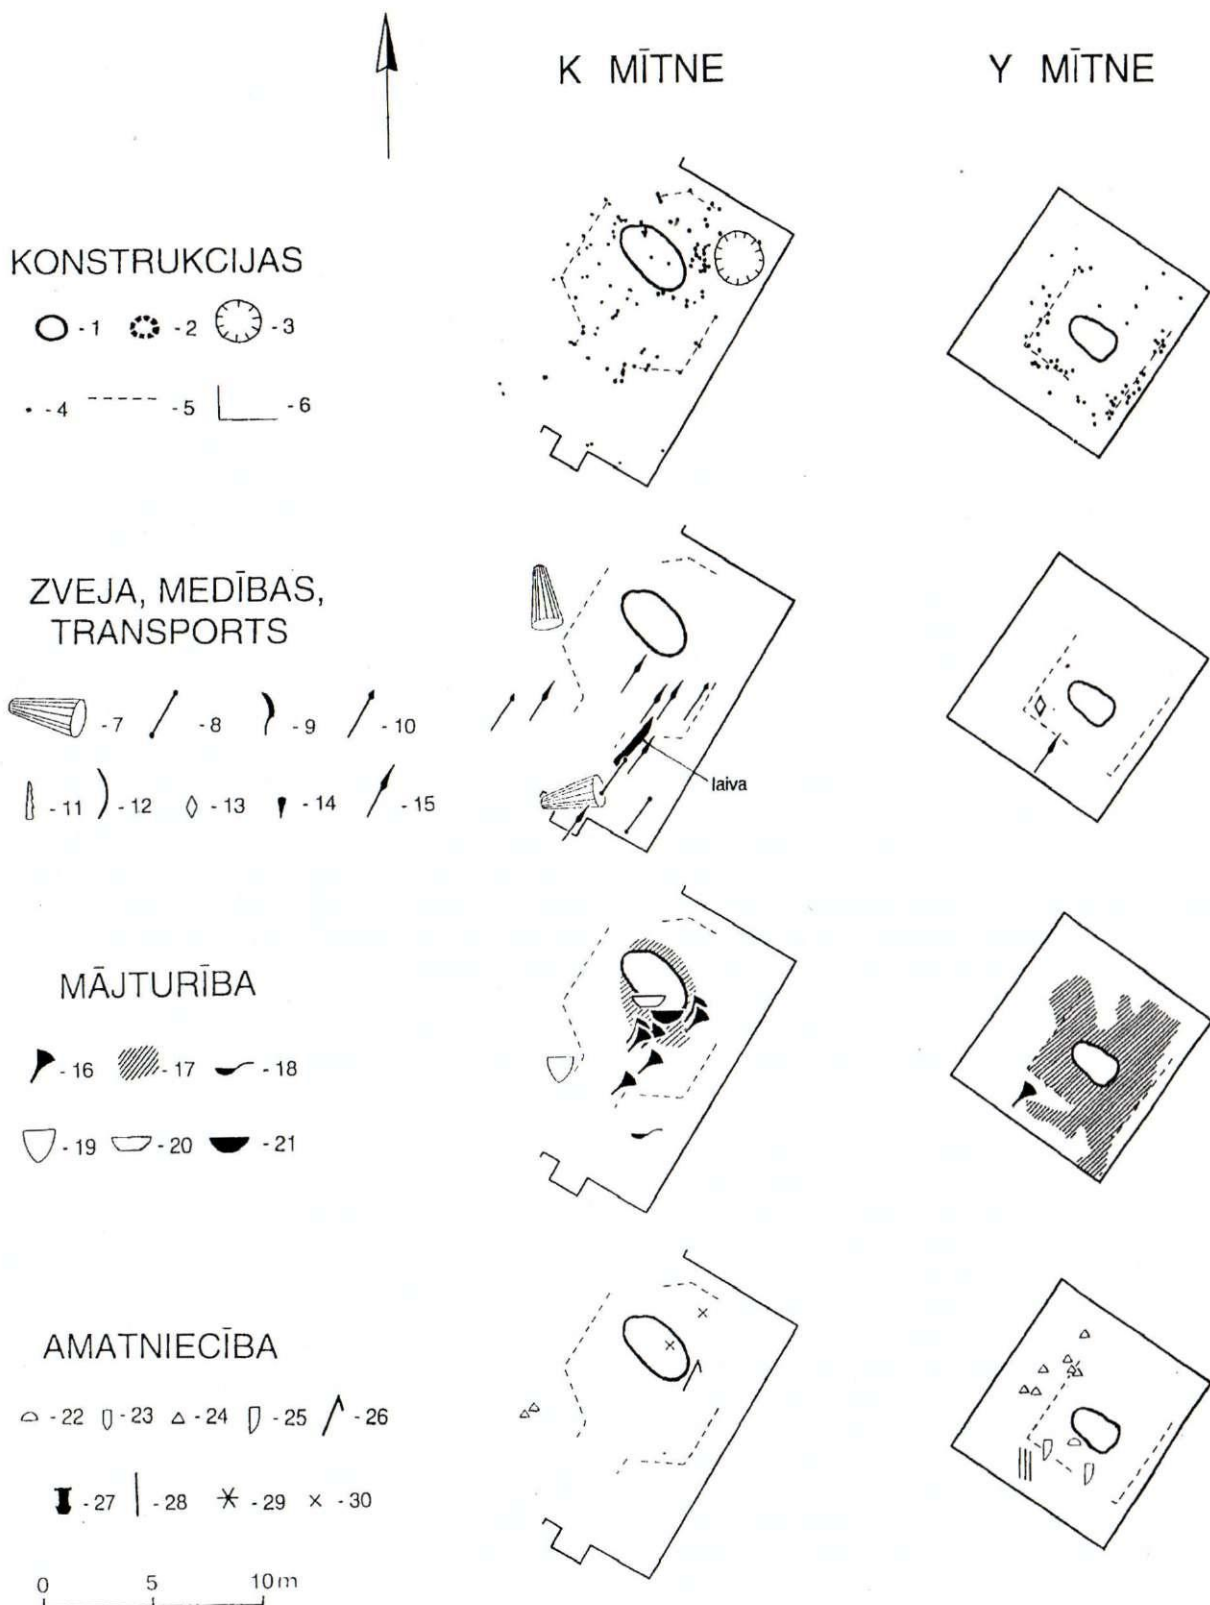 K MĪTNE
Y MĪTNE
KONSTRUKCIJAS
- 1 - 2 - 3
- 4 - 5 - 6
ZVEJA, MEDĪBAS,
TRANSPORTS
- 7 - 8 - 9 - 10
- 11 - 12 - 13 - 14 - 15
laiva
MĀJTURĪBA
- 16 - 17 - 18
- 19 - 20 - 21
AMATNIECĪBA
- 22 - 23 - 24 - 25 - 26
- 27 - 28 - 29 - 30
0 5 10 m